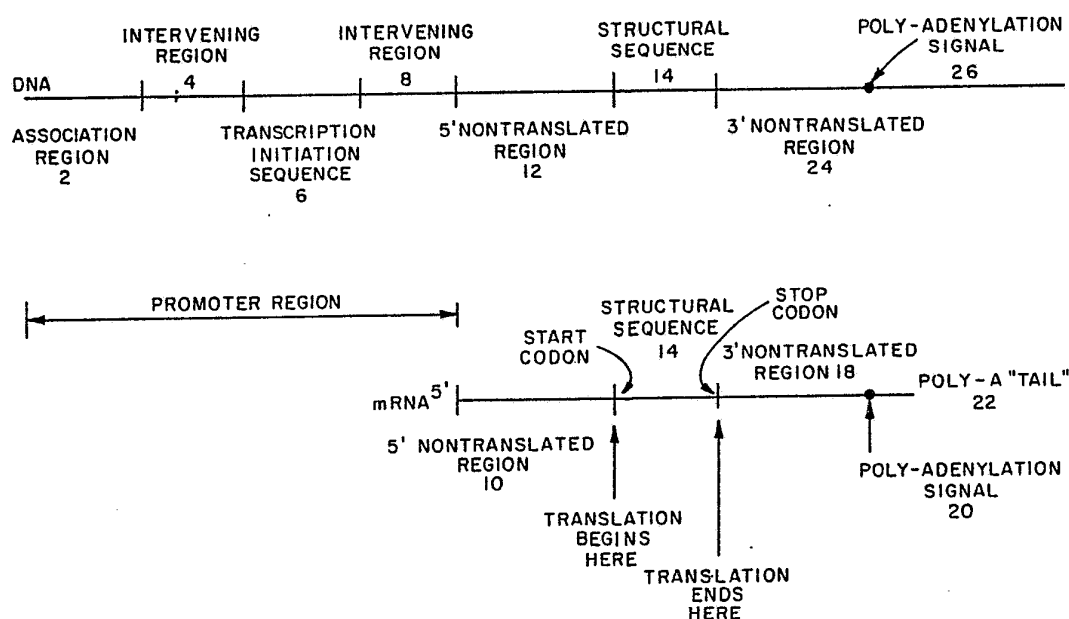 INTERVENING
REGION
4
INTERVENING
REGION
8
STRUCTURAL
SEQUENCE
14
POLY-ADENYLATION
SIGNAL
26
DNA
ASSOCIATION
REGION
2
TRANSCRIPTION
INITIATION
SEQUENCE
6
5' NONTRANSLATED
REGION
12
3' NONTRANSLATED
REGION
24
PROMOTER REGION
START
CODON
STRUCTURAL
SEQUENCE
14
STOP
CODON
3' NONTRANSLATED
REGION 18
POLY-A "TAIL"
22
mRNA 5'
5' NONTRANSLATED
REGION
10
POLY-ADENYLATION
SIGNAL
20
TRANSLATION
BEGINS
HERE
TRANSLATION
ENDS
HERE